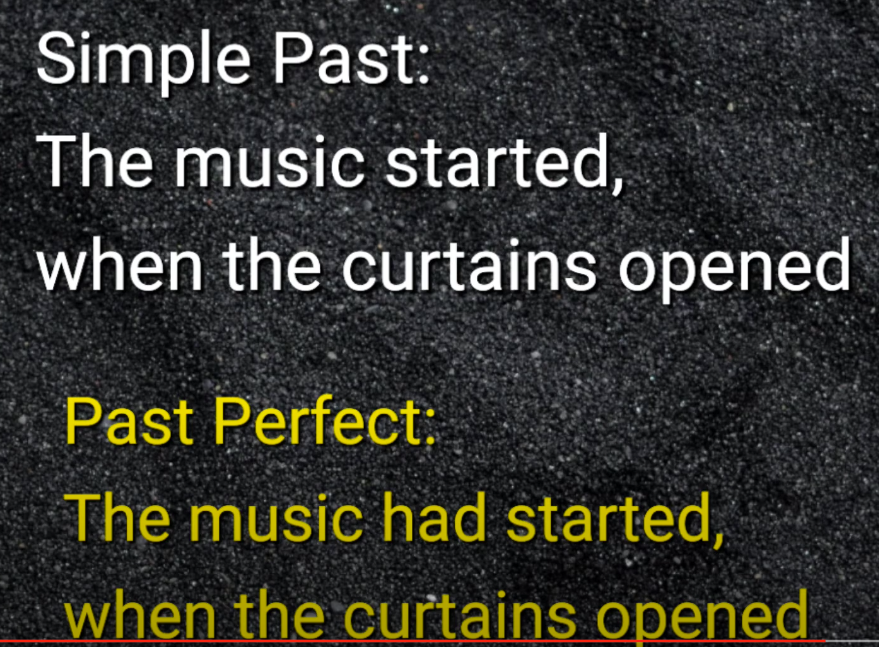 Simple Past:
The music started,
when the curtains opened
Past Perfect:
The music had started,
when the curtains opened